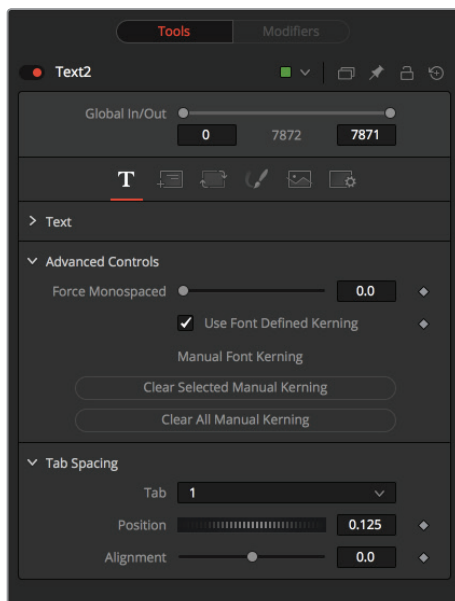 Tools Modifiers
Text2
Global In/Out
0 7872 7871
T
Text
Advanced Controls
Force Monospaced 0.0
Use Font Defined Kerning
Manual Font Kerning
Clear Selected Manual Kerning
Clear All Manual Kerning
Tab Spacing
Tab 1
Position 0.125
Alignment 0.0